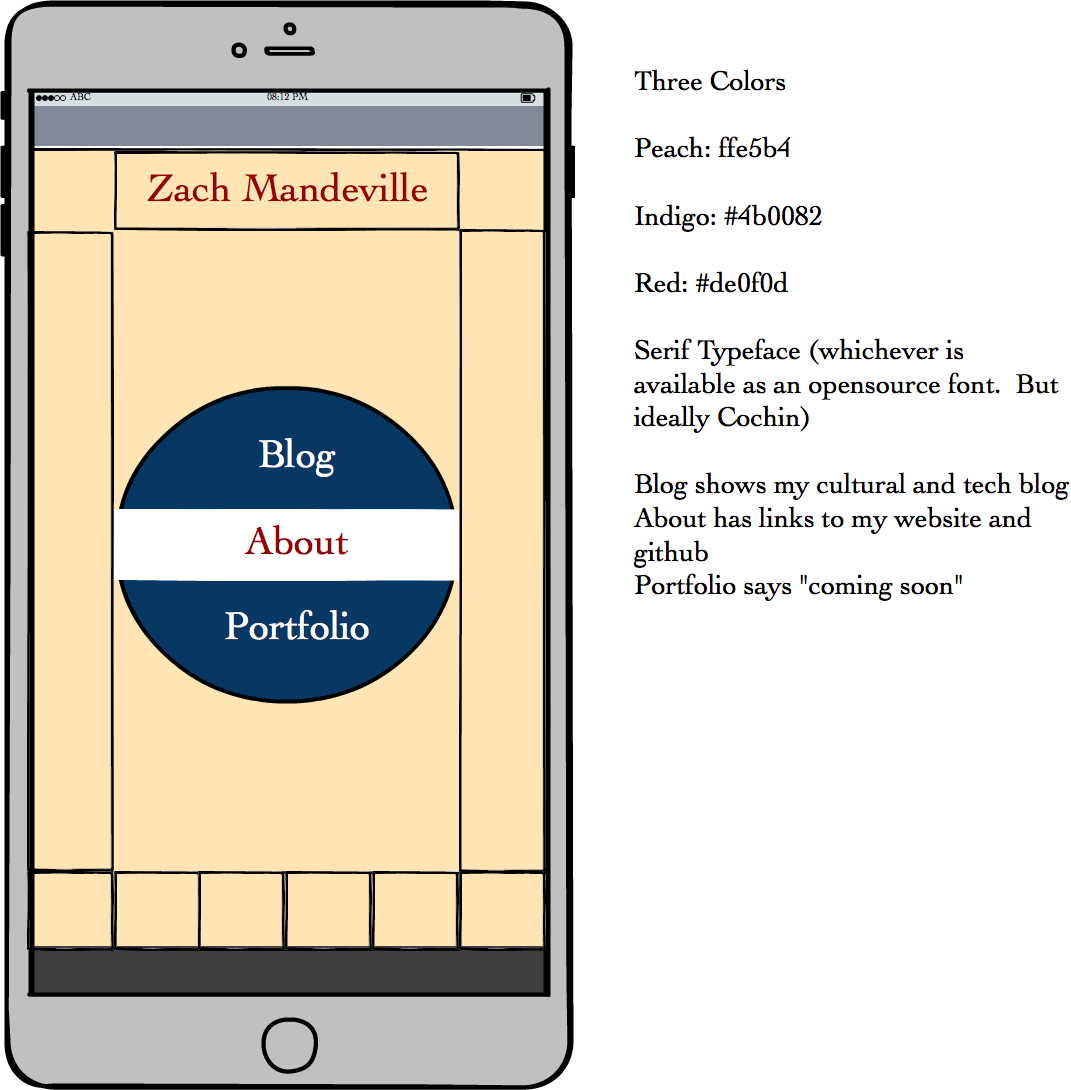 ABC 08:12 PM
Zach Mandeville
Blog
About
Portfolio
Three Colors
Peach: ffe5b4
Indigo: #4b0082
Red: #de0f0d
Serif Typeface (whichever is
available as an opensource font.  But
ideally Cochin)
Blog shows my cultural and tech blog
About has links to my website and
github
Portfolio says "coming soon"